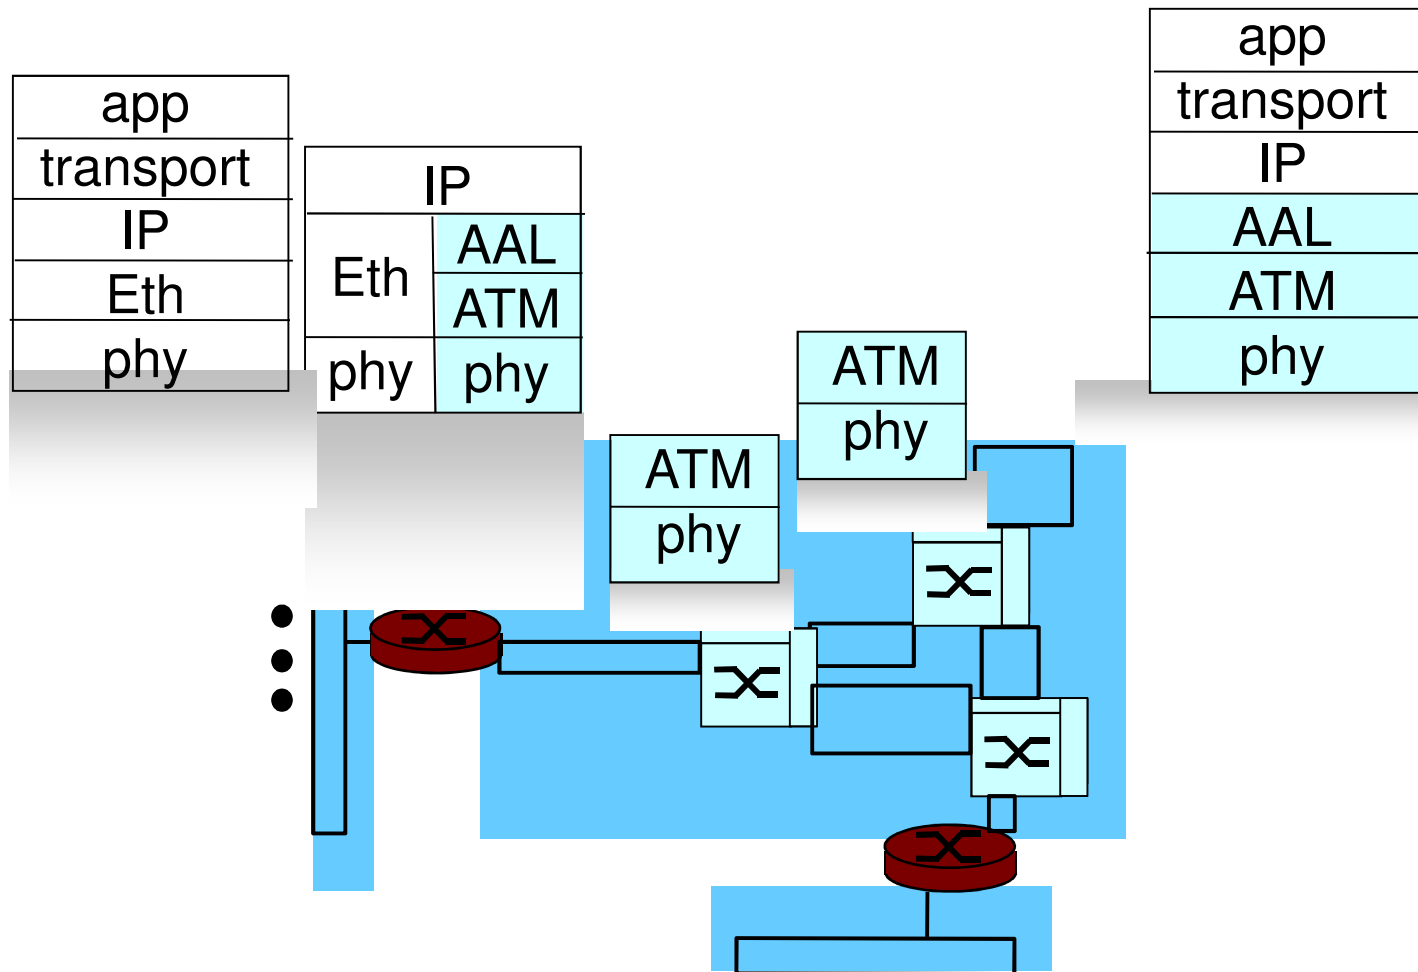 app
transport
IP
Eth
phy
IP
Eth
AAL
ATM
phy
phy
ATM
phy
ATM
phy
app
transport
IP
AAL
ATM
phy